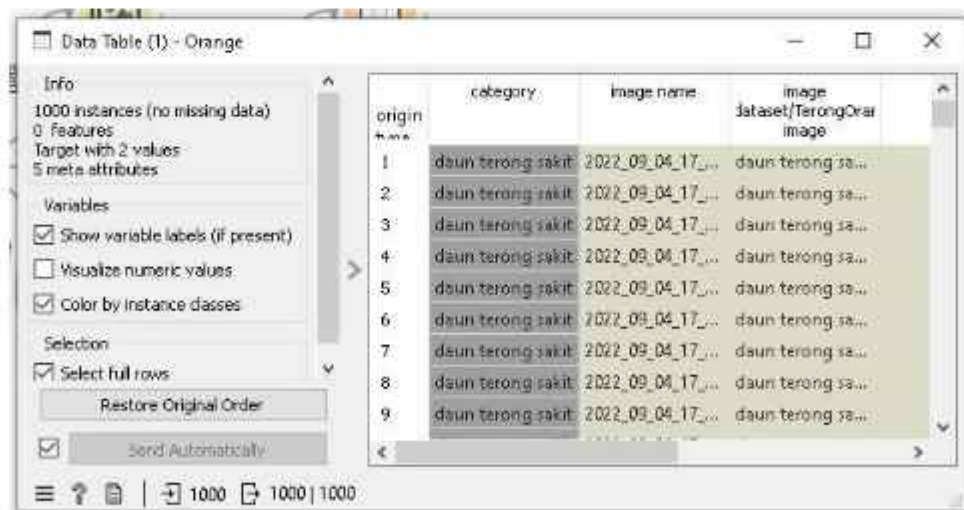 Data Table (1) - Orange
Info
1000 instances (no missing data)
0 features
Target with 2 values
5 meta attributes
Variables
Show variable labels (if present)
Visualize numeric values
Color by instance classes
Selection
Select full rows
Restore Original Order
Send Automatically
1000 1000 | 1000
origin category image name image
dataset/TerongOrar
image
1 daun terong sakit 2022_09_04_17_... daun terong sa...
2 daun terong sakit 2022_09_04_17_... daun terong sa...
3 daun terong sakit 2022_09_04_17_... daun terong sa...
4 daun terong sakit 2022_09_04_17_... daun terong sa...
5 daun terong sakit 2022_09_04_17_... daun terong sa...
6 daun terong sakit 2022_09_04_17_... daun terong sa...
7 daun terong sakit 2022_09_04_17_... daun terong sa...
8 daun terong sakit 2022_09_04_17_... daun terong sa...
9 daun terong sakit 2022_09_04_17_... daun terong sa...